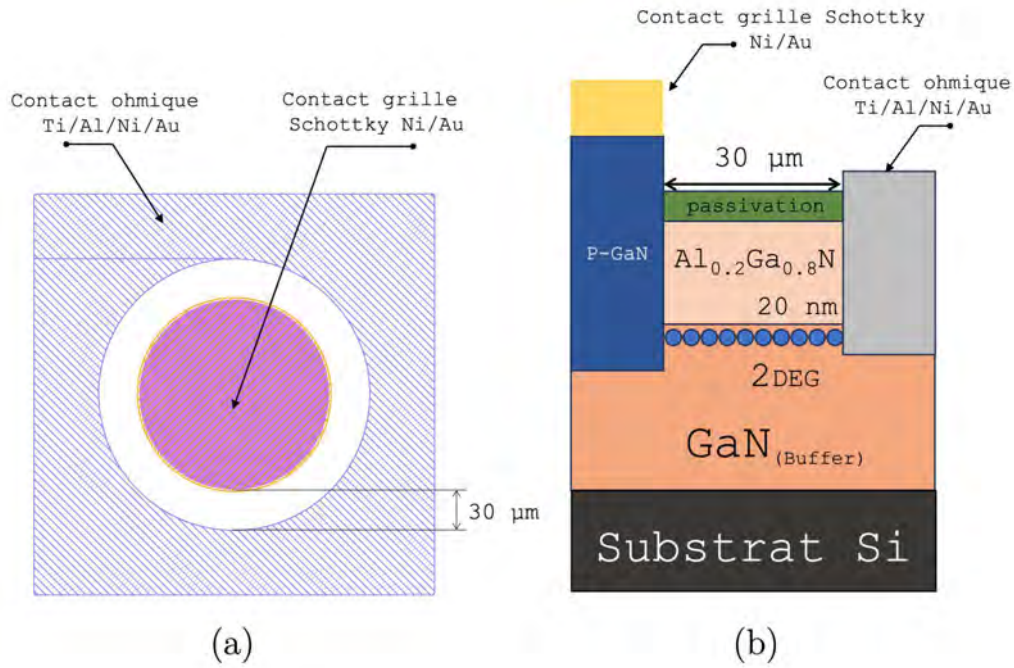 Contact ohmique
Ti/Al/Ni/Au
Contact grille
Schottky Ni/Au
30 µm
(a)
Contact grille Schottky
Ni/Au
Contact ohmique
Ti/Al/Ni/Au
30 µm
passivation
P-GaN
Al₀.₂Ga₀.₈N
20 nm
2DEG
GaN(Buffer)
Substrat Si
(b)